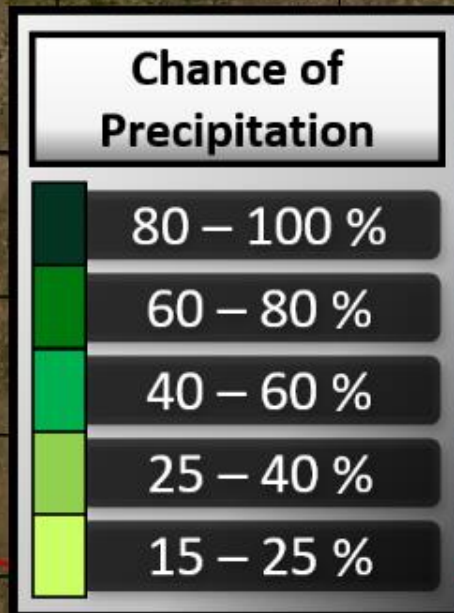 Chance of
Precipitation
80 – 100 %
60 – 80 %
40 – 60 %
25 – 40 %
15 – 25 %